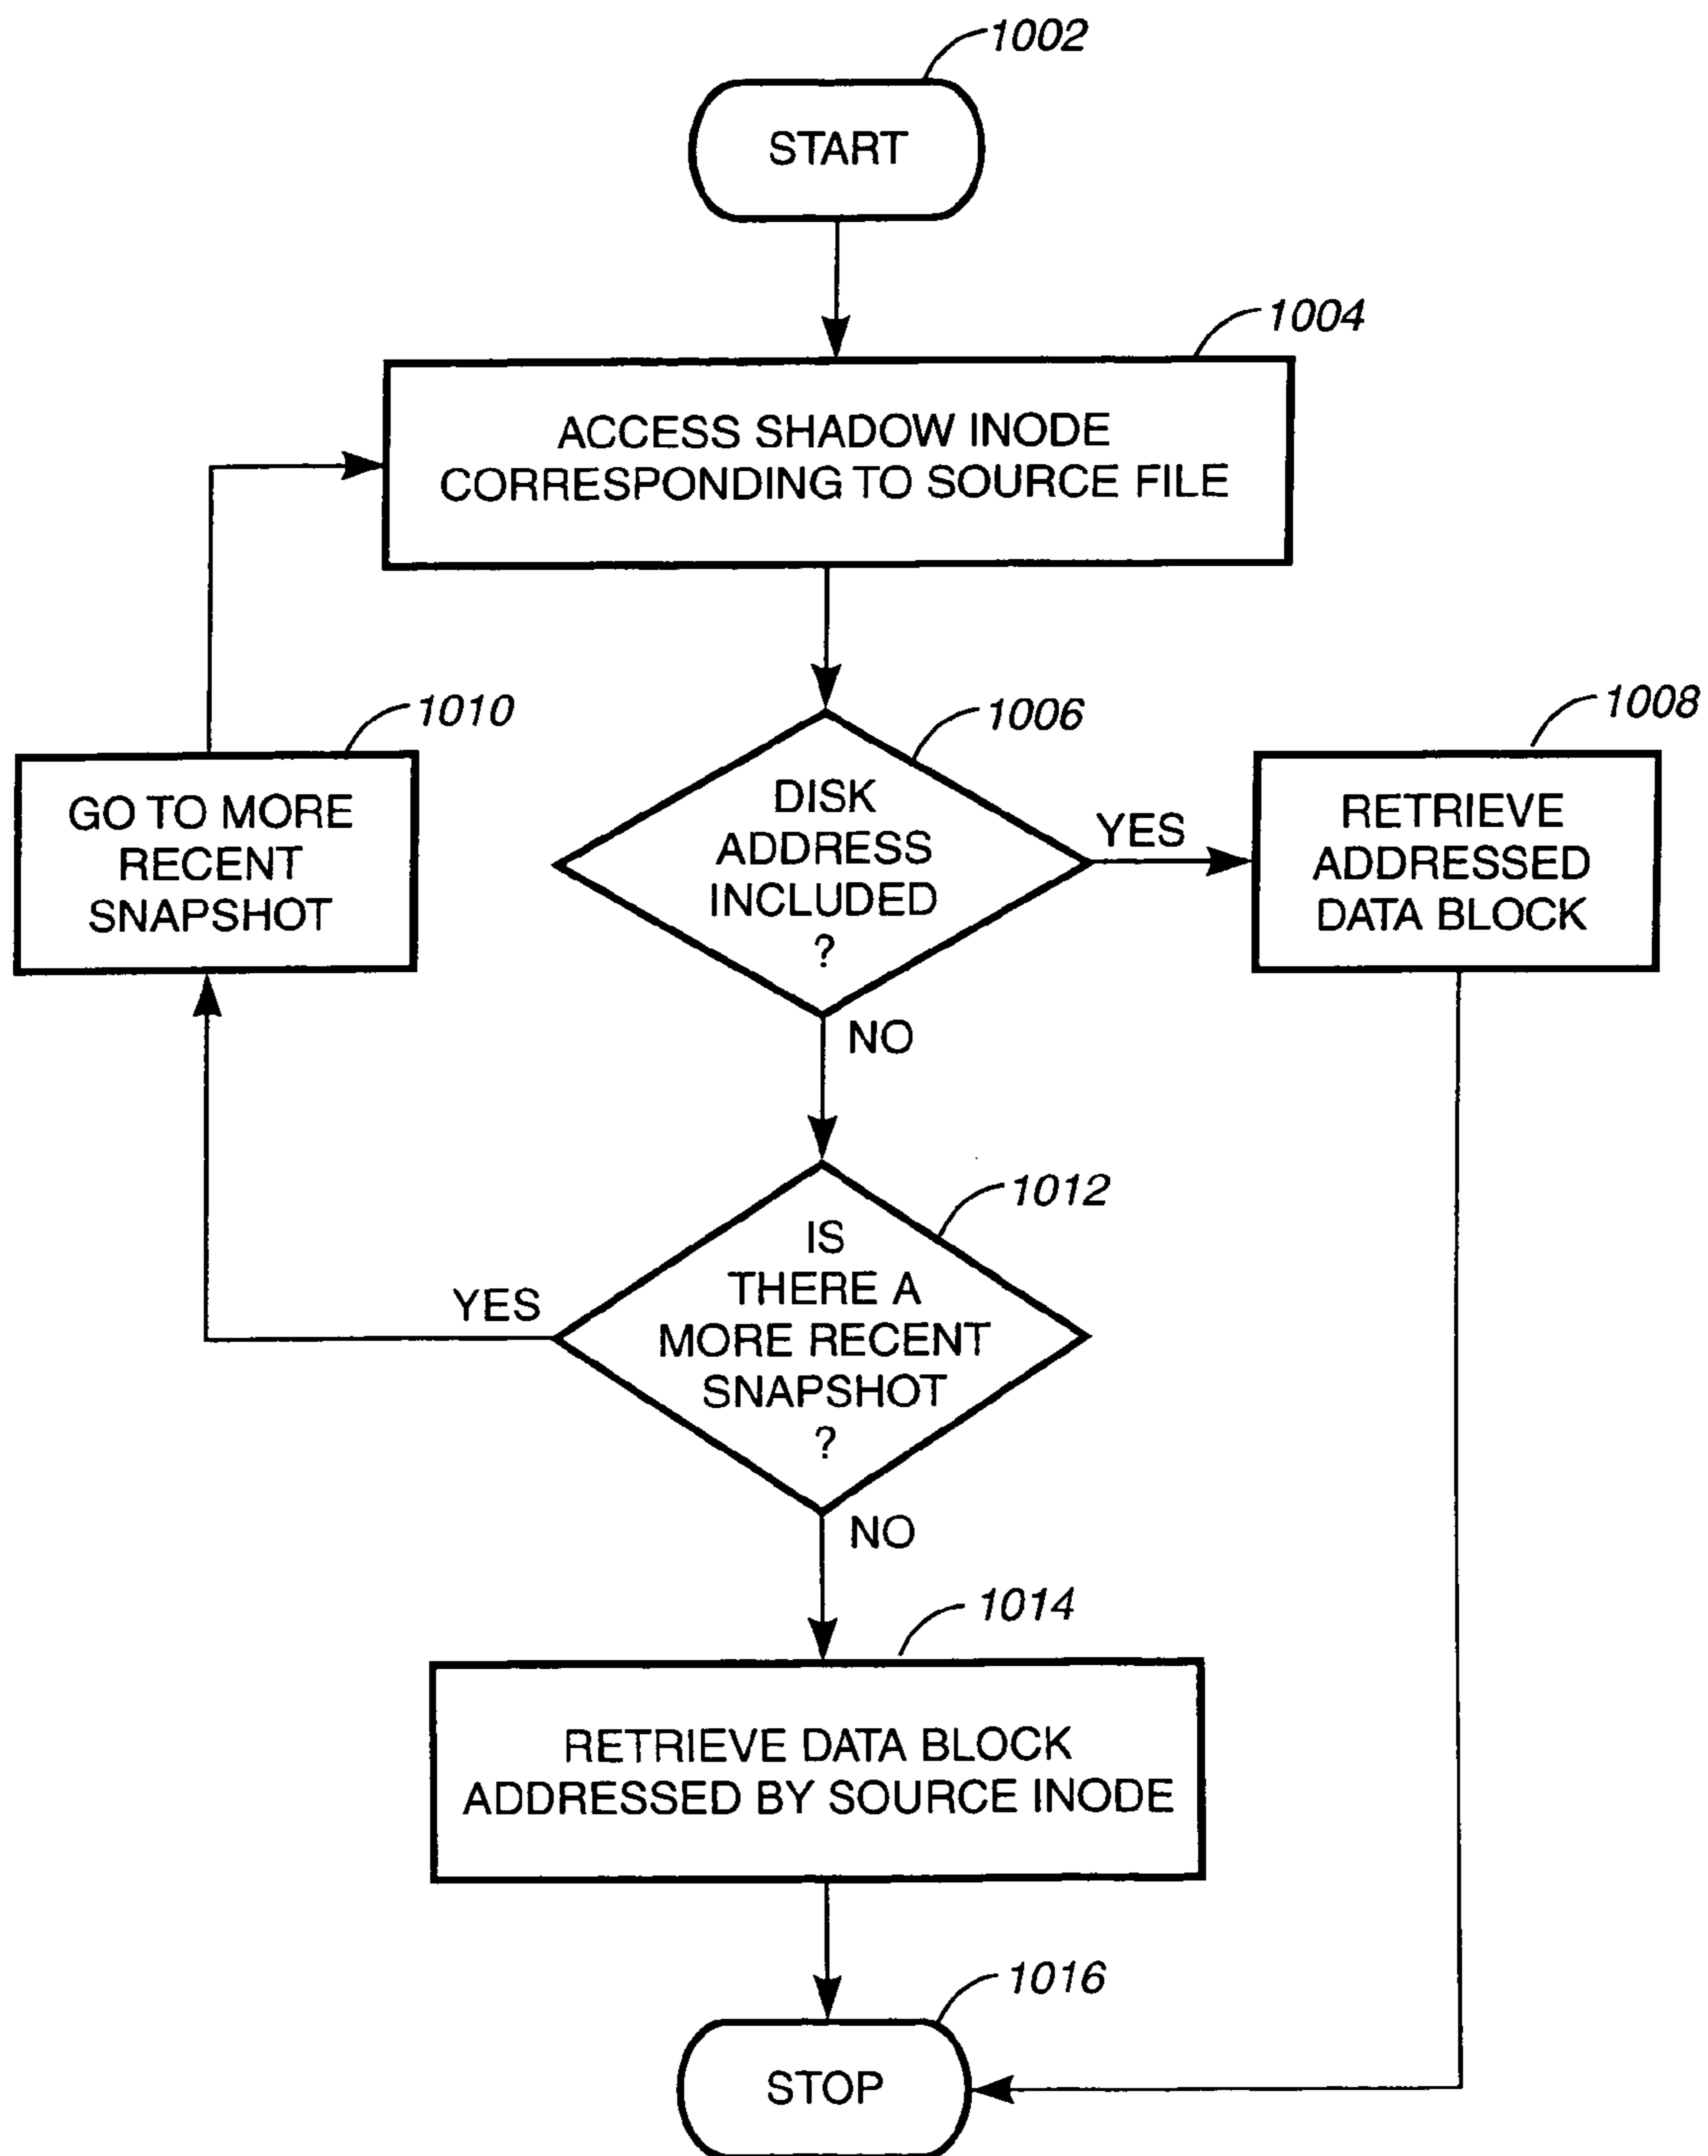 1002
START
1004
ACCESS SHADOW INODE
CORRESPONDING TO SOURCE FILE
1010
GO TO MORE
RECENT
SNAPSHOT
1006
DISK
ADDRESS
INCLUDED
?
YES
1008
RETRIEVE
ADDRESSED
DATA BLOCK
NO
1012
IS
THERE A
MORE RECENT
SNAPSHOT
?
YES
NO
1014
RETRIEVE DATA BLOCK
ADDRESSED BY SOURCE INODE
1016
STOP